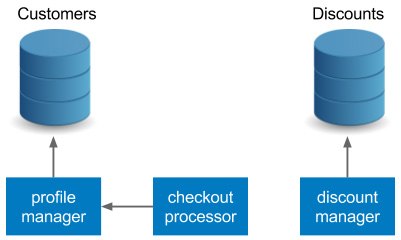 Customers
Discounts
profile
manager
checkout
processor
discount
manager